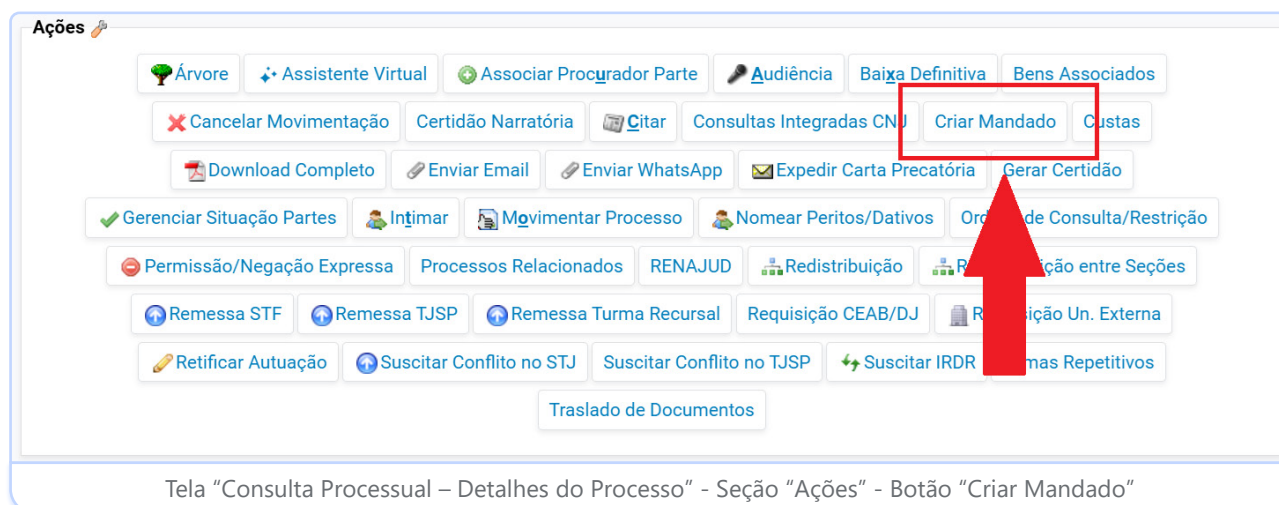 Ações
Árvore Assistente Virtual Associar Procurador Parte Audiência Baixa Definitiva Bens Associados
Cancelar Movimentação Certidão Narratória Citar Consultas Integradas CNJ Criar Mandado Custas
Download Completo Enviar Email Enviar WhatsApp Expedir Carta Precatória Gerar Certidão
Gerenciar Situação Partes Intimar Movimentar Processo Nomear Peritos/Dativos de Consulta/Restrição
Permissão/Negação Expressa Processos Relacionados RENAJUD Redistribuição entre Seções
Remessa STF Remessa TJSP Remessa Turma Recursal Requisição CEAB/DJ Un. Externa
Retificar Autuação Suscitar Conflito no STJ Suscitar Conflito no TJSP Suscitar IRDR Repetitivos
Traslado de Documentos
Tela “Consulta Processual – Detalhes do Processo” - Seção “Ações” - Botão “Criar Mandado”